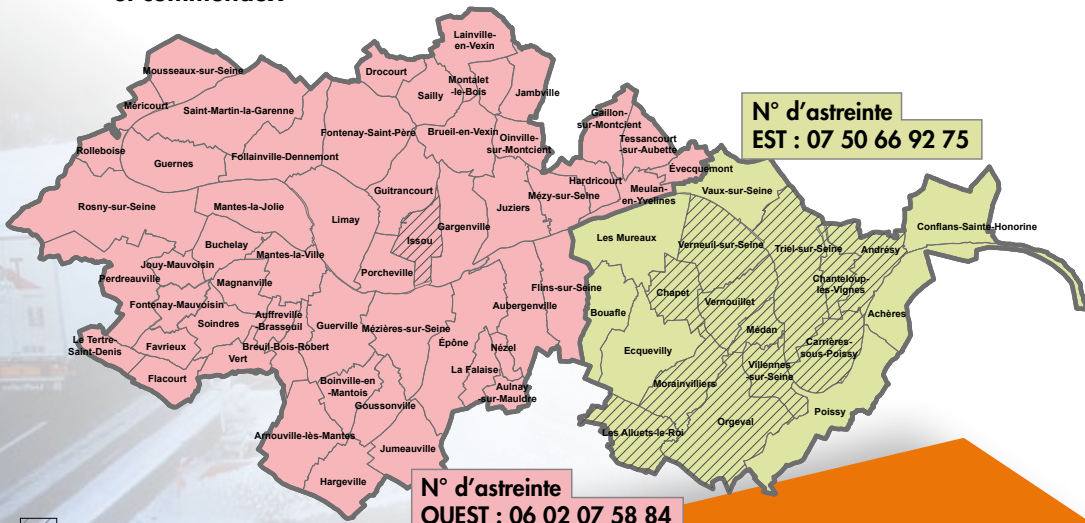 Lainville-
en-Vexin
Mousseaux-sur-Seine
Drocourt
Montalet
-le-Bois
Sailly
Jambville
Méricourt
Saint-Martin-la-Garenne
Gaillon-
sur-Montcient
N° d'astreinte
EST : 07 50 66 92 75
Fontenay-Saint-Père
Brueil-en-Vexin
Oinville-
sur-Montcient
Tessancourt
-sur-Aubette
Rolleboise
Guernes
Follainville-Dennemont
Évecquemont
Hardricourt
Meulan-
en-Yvelines
Vaux-sur-Seine
Guitrancourt
Mézy-sur-Seine
Rosny-sur-Seine
Mantes-la-Jolie
Juziers
Limay
Gargenville
Conflans-Sainte-Honorine
Issou
Les Mureaux
Buchelay
Verneuil-sur-Seine
Triel-sur-Seine
Andrésy
Mantes-la-Ville
Jouy-Mauvoisin
Porcheville
Perdreauville
Magnanville
Chanteloup-
les-Vignes
Flins-sur-Seine
Chapet
Fontenay-Mauvoisin
Vernouillet
Aubergenville
Bouafle
Achères
Auffreville
-Brasseuil
Soindres
Guerville
Mézières-sur-Seine
Médan
Le Tertre-
Saint-Denis
Favrieux
Breuil-Bois-Robert
Épône
Nézel
Carrières-
sous-Poissy
Vert
Ecquevilly
La Falaise
Villennes
-sur-Seine
Flacourt
Boinville-en
-Mantois
Morainvilliers
Aulnay
-sur-Mauldre
Goussonville
Poissy
Orgeval
Les Alluets-le-Roi
Arnouville-lès-Mantes
Jumeauville
Hargeville
N° d'astreinte
OUEST : 06 02 07 58 84